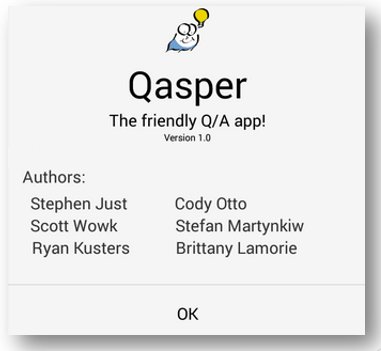 Qasper
The friendly Q/A app!
Version 1.0
Authors:
Stephen Just Cody Otto
Scott Wowk Stefan Martynkiw
Ryan Kusters Brittany Lamorie
OK